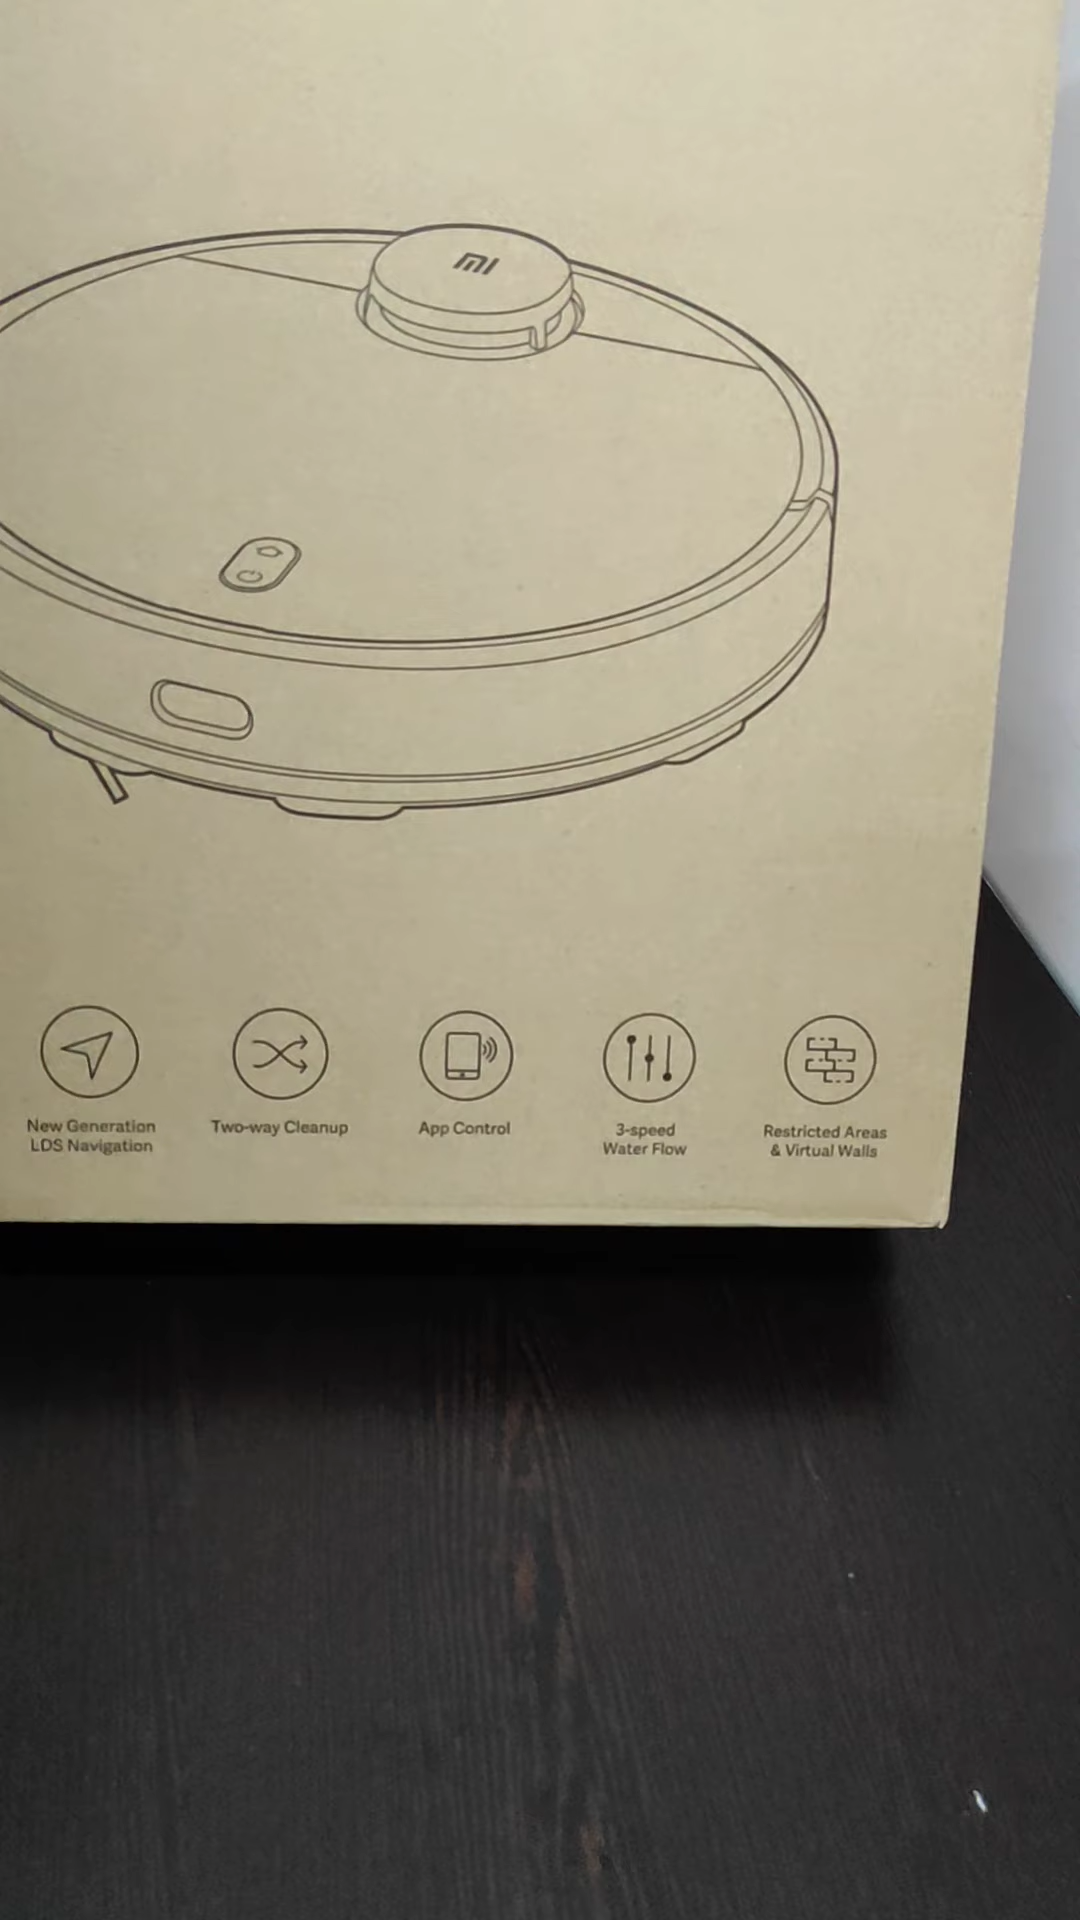 MI
New Generation
LDS Navigation
Two-way Cleanup
App Control
3-speed
Water Flow
Restricted Areas
& Virtual Walls